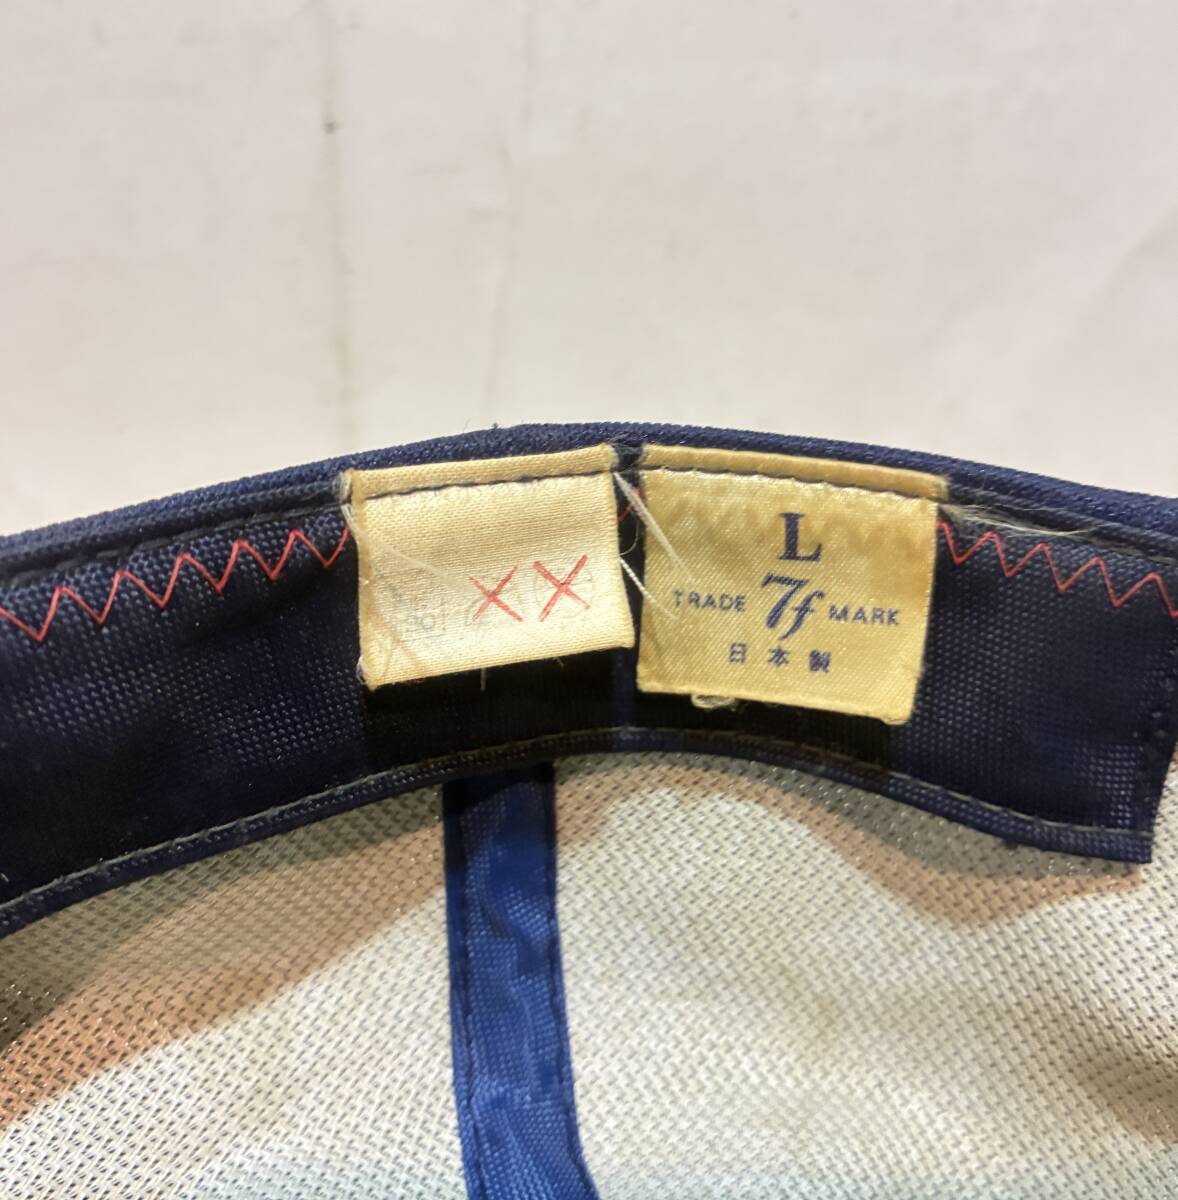 ××
L
TRADE 7f MARK
日本製